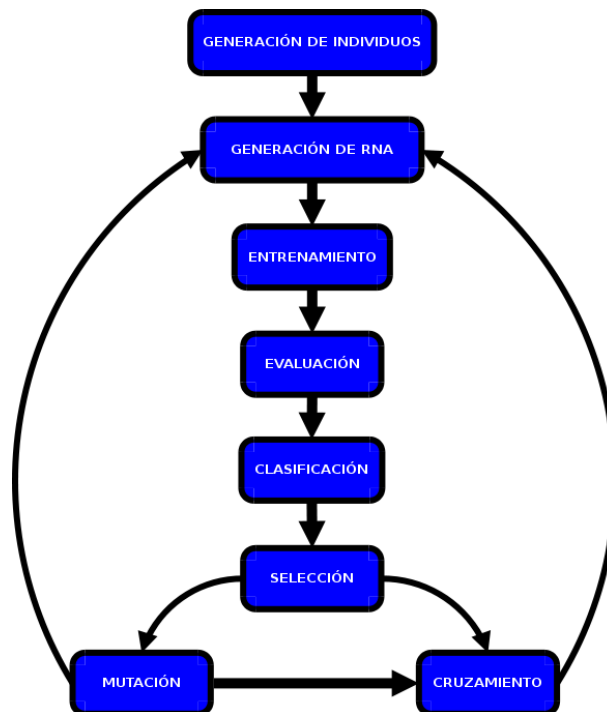 GENERACIÓN DE INDIVIDUOS
GENERACIÓN DE RNA
ENTRENAMIENTO
EVALUACIÓN
CLASIFICACIÓN
SELECCIÓN
MUTACIÓN
CRUZAMIENTO